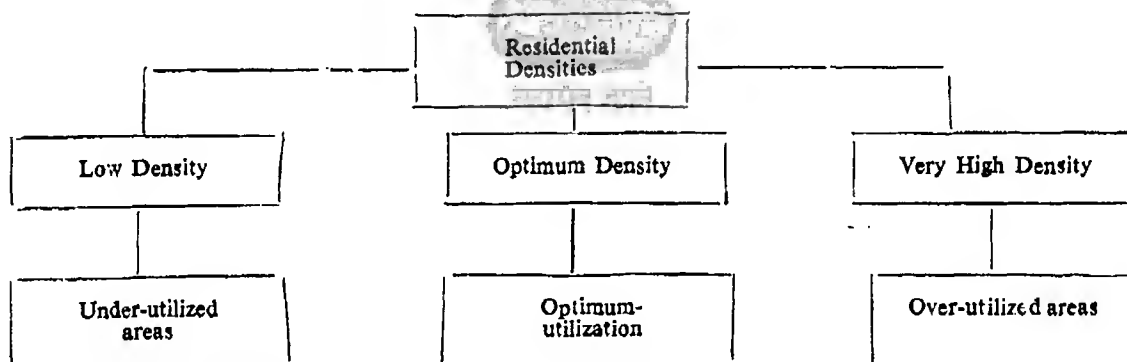 Residential
Densities
Low Density
Optimum Density
Very High Density
Under-utilized
areas
Optimum-
utilization
Over-utilized areas